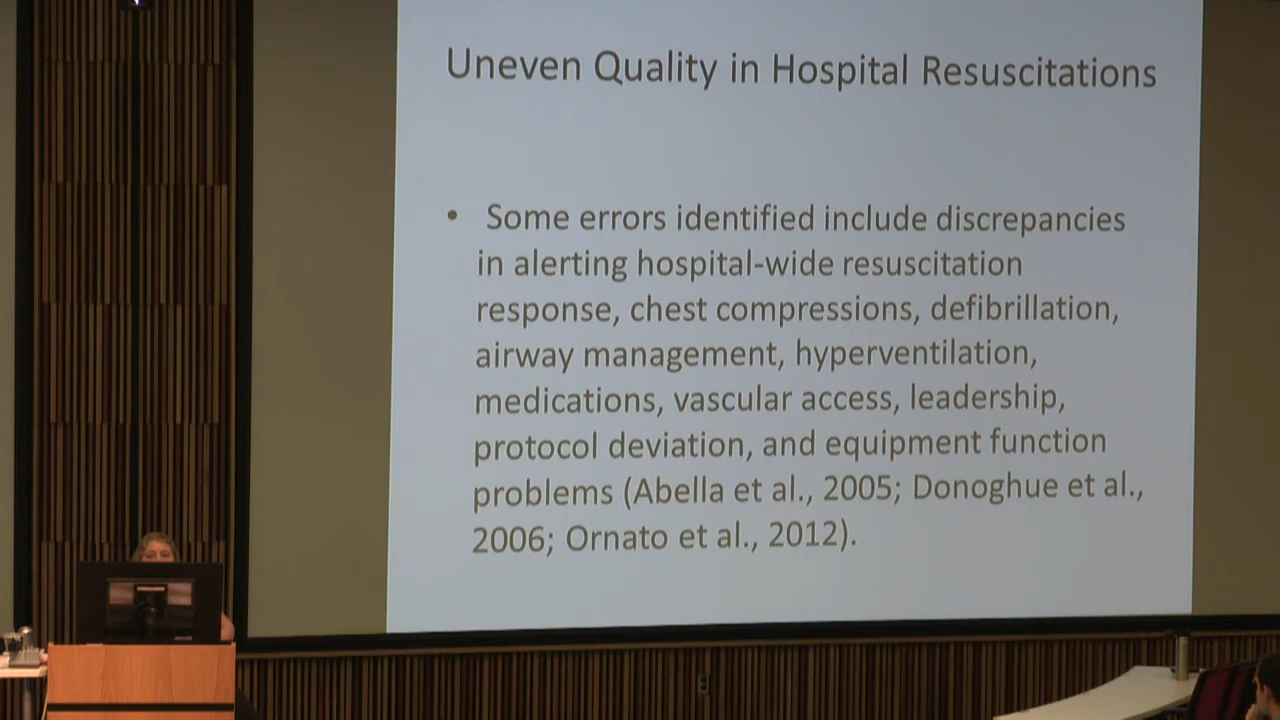 Uneven Quality in Hospital Resuscitations
• Some errors identified include discrepancies
in alerting hospital-wide resuscitation
response, chest compressions, defibrillation,
airway management, hyperventilation,
medications, vascular access, leadership,
protocol deviation, and equipment function
problems (Abella et al., 2005; Donoghue et al.,
2006; Ornato et al., 2012).